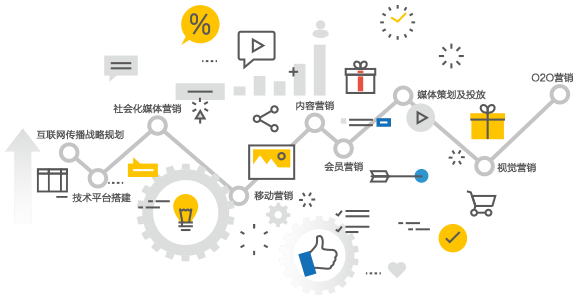 互联网传播战略规划
技术平台搭建
社会化媒体营销
移动营销
内容营销
会员营销
媒体策划及投放
视觉营销
O2O营销
%